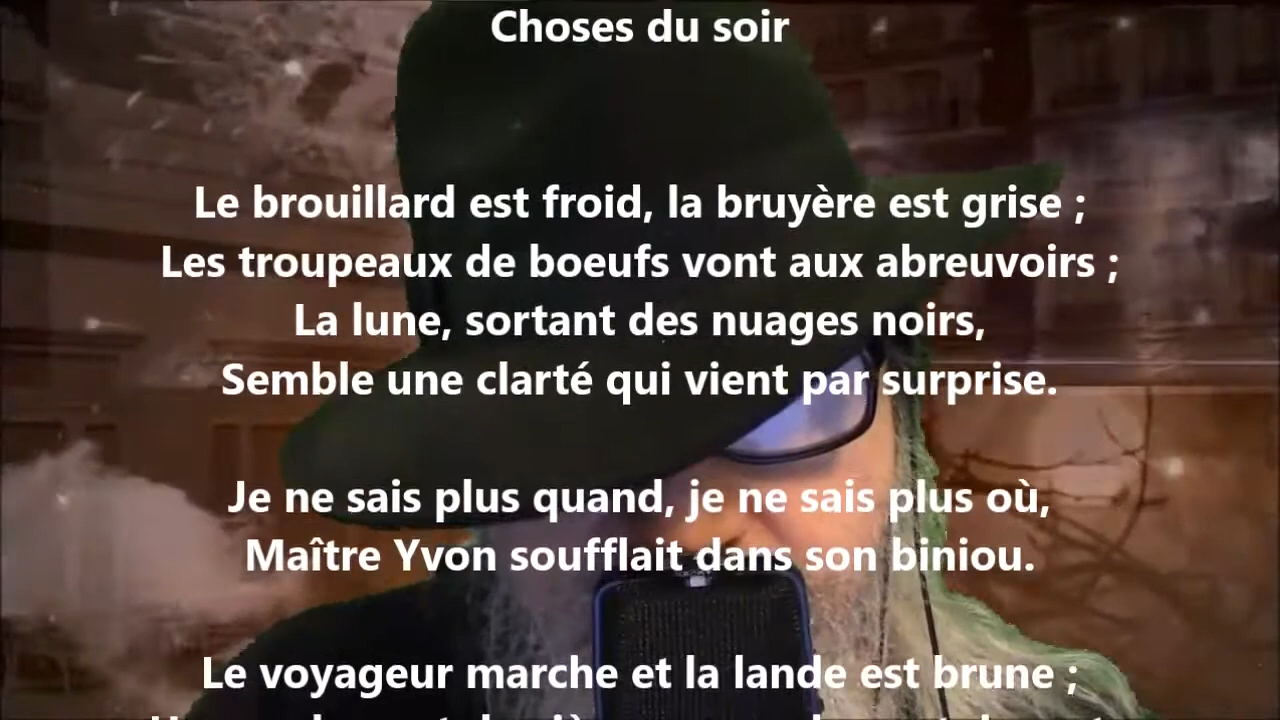 Choses du soir
Le brouillard est froid, la bruyère est grise ;
Les troupeaux de boeufs vont aux abreuvoirs ;
La lune, sortant des nuages noirs,
Semble une clarté qui vient par surprise.
Je ne sais plus quand, je ne sais plus où,
Maître Yvon soufflait dans son biniou.
Le voyageur marche et la lande est brune ;